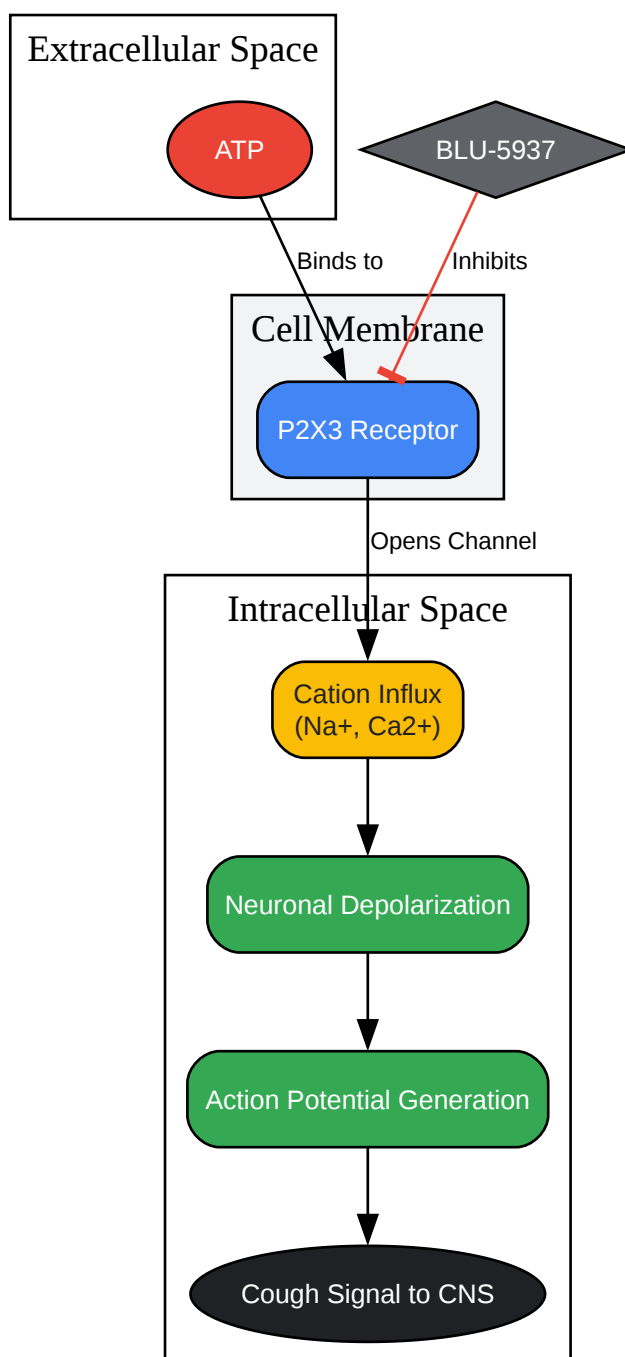 Extracellular Space
ATP
BLU-5937
Binds to
Inhibits
Cell Membrane
P2X3 Receptor
Opens Channel
Intracellular Space
Cation Influx
(Na+, Ca2+)
Neuronal Depolarization
Action Potential Generation
Cough Signal to CNS